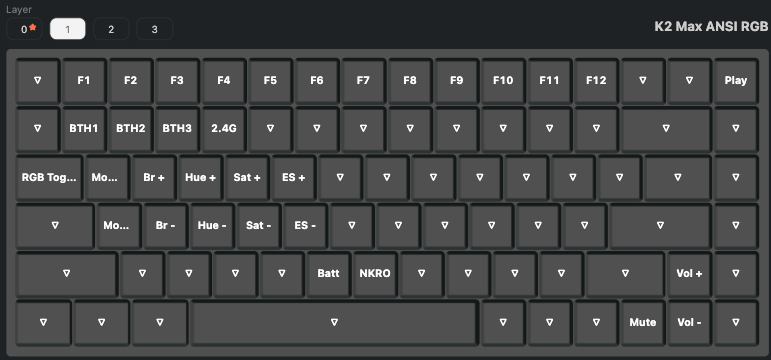 Layer
0 1 2 3
K2 Max ANSI RGB
▽ F1 F2 F3 F4 F5 F6 F7 F8 F9 F10 F11 F12 ▽ ▽ Play
▽ BTH1 BTH2 BTH3 2.4G ▽ ▽ ▽ ▽ ▽ ▽ ▽ ▽ ▽ ▽
RGB Tog... Mo... Br + Hue + Sat + ES + ▽ ▽ ▽ ▽ ▽ ▽ ▽ ▽ ▽
▽ Mo... Br - Hue - Sat - ES - ▽ ▽ ▽ ▽ ▽ ▽ ▽ ▽
▽ ▽ ▽ ▽ ▽ Batt NKRO ▽ ▽ ▽ ▽ ▽ Vol + ▽
▽ ▽ ▽ ▽ ▽ ▽ ▽ Mute Vol - ▽